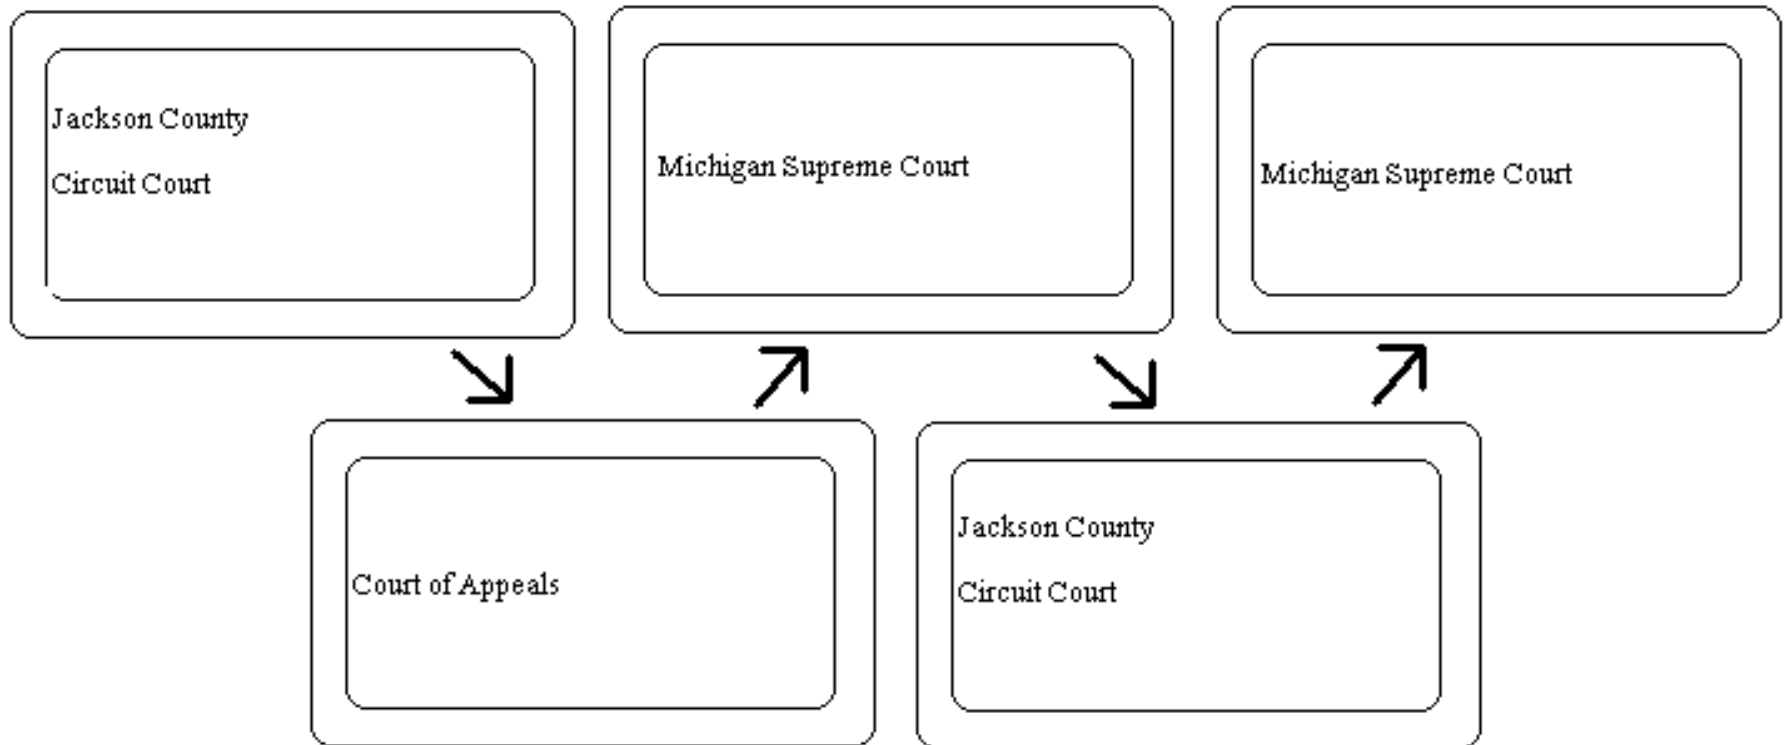 Jackson County
Circuit Court
Court of Appeals
Michigan Supreme Court
Jackson County
Circuit Court
Michigan Supreme Court